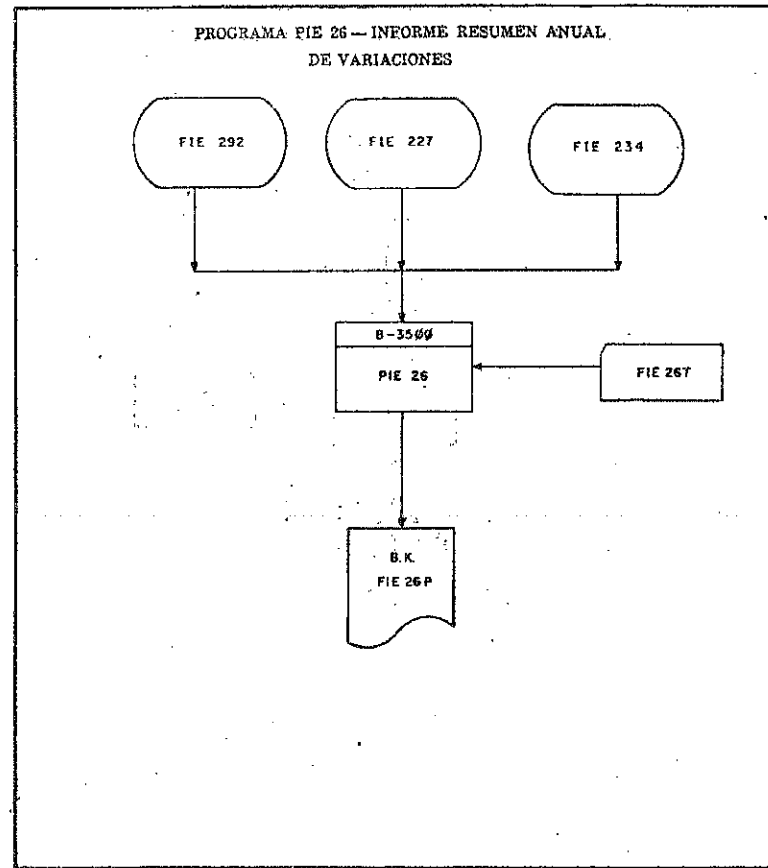 PROGRAMA PIE 26 — INFORME RESUMEN ANUAL
DE VARIACIONES
FIE 292
FIE 227
FIE 234
B-3500
PIE 26
FIE 26T
B.K.
FIE 26P